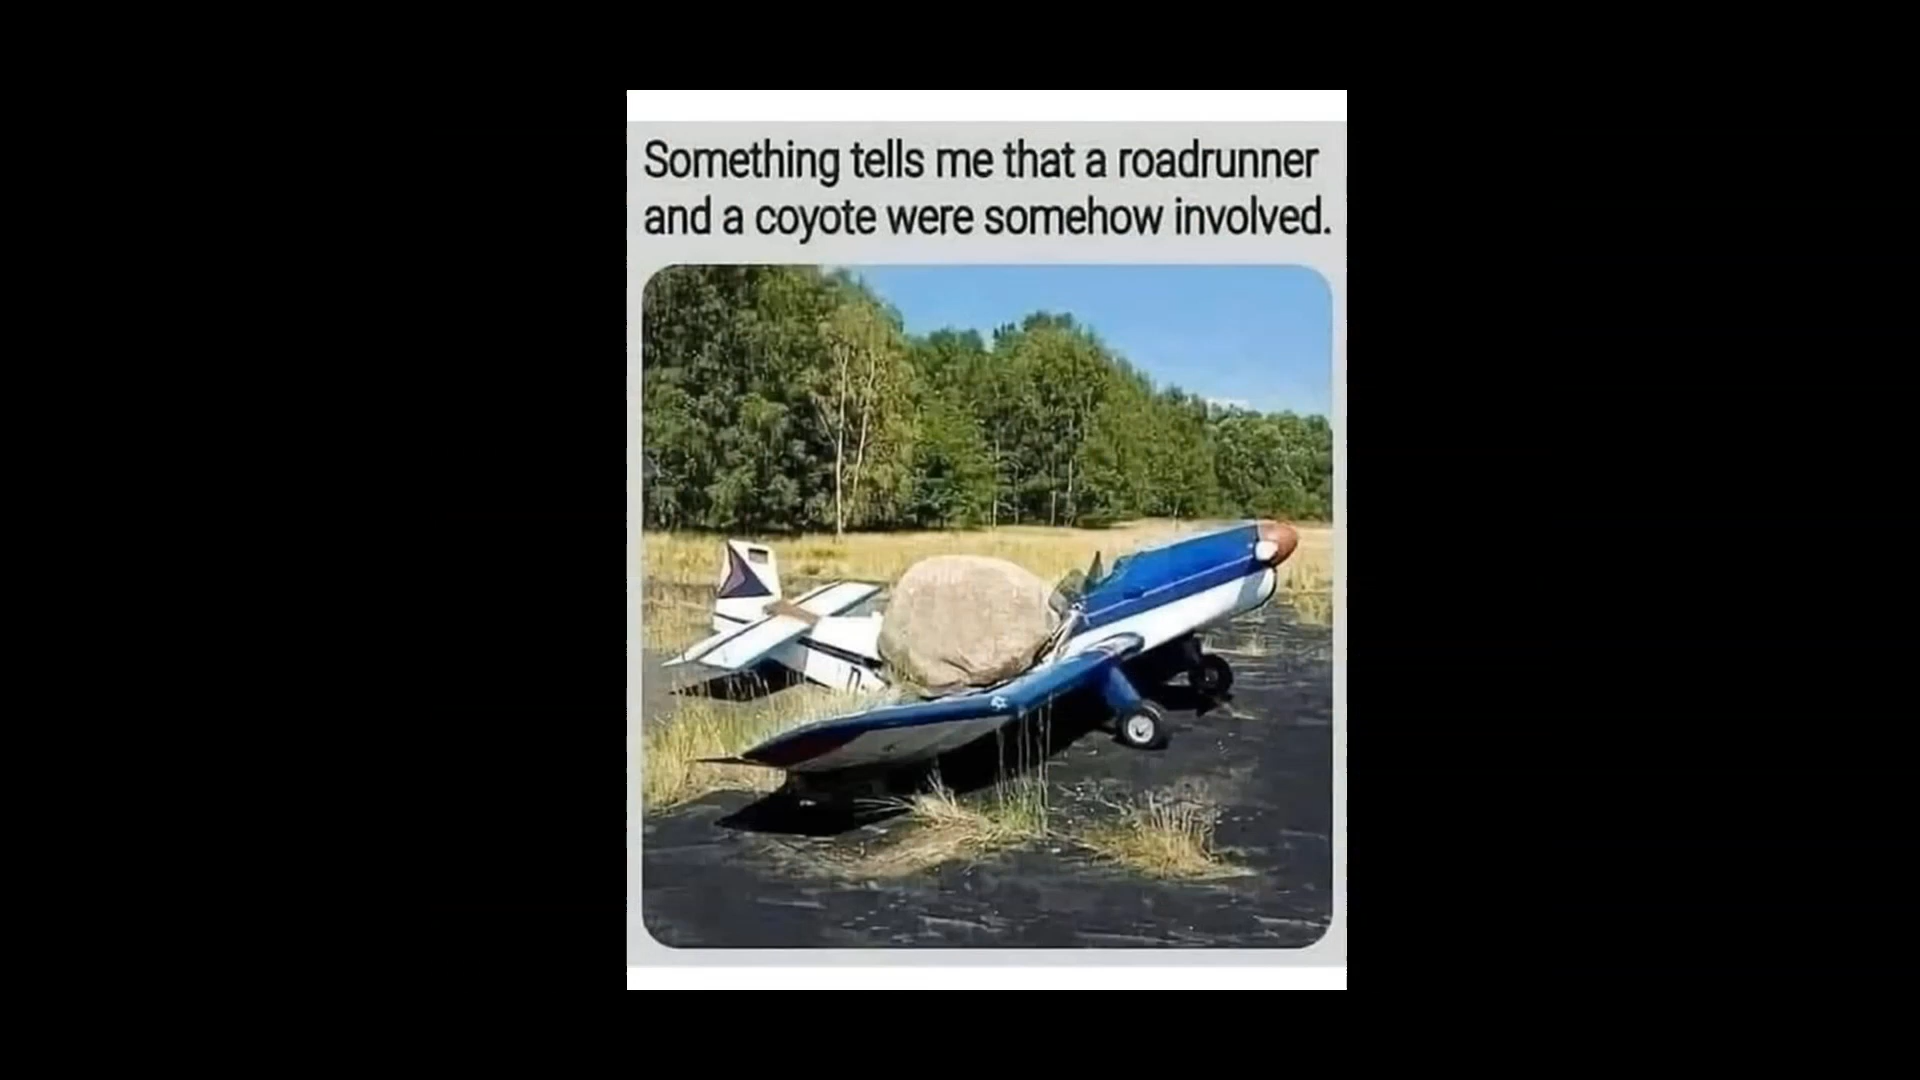 Something tells me that a roadrunner
and a coyote were somehow involved.